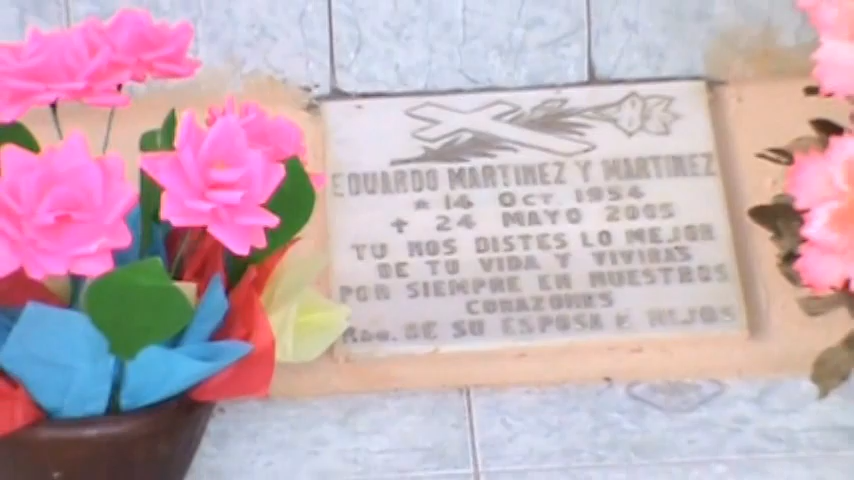 EDUARDO MARTINEZ Y MARTINEZ
* 14 OCT. 1954
✝ 24 MAYO 2005
TU NOS DISTES LO MEJOR
DE TU VIDA Y VIVIRAS
POR SIEMPRE EN NUESTROS
CORAZONES
RDO. DE SU ESPOSA E HIJOS